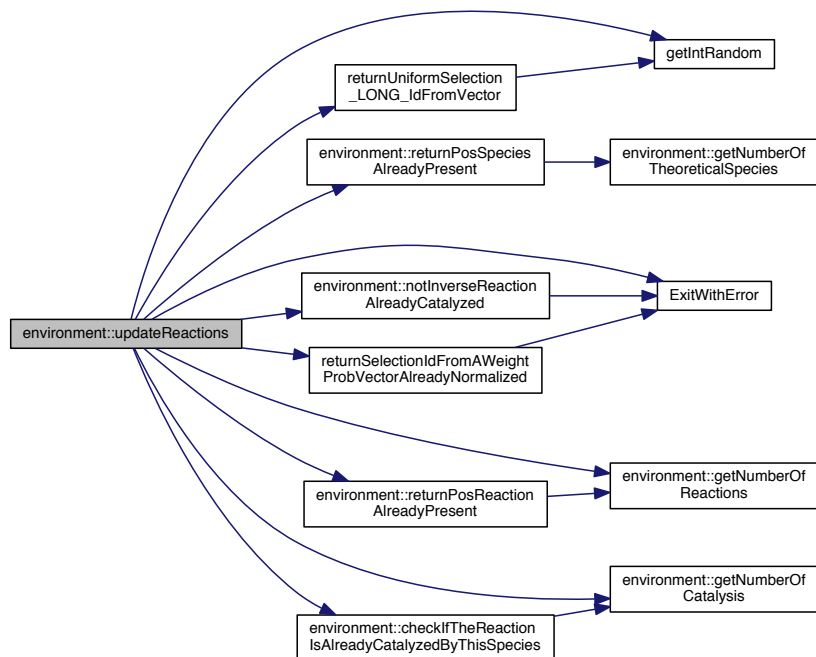 getIntRandom
returnUniformSelection
_LONG_IdFromVector
environment::returnPosSpecies
AlreadyPresent
environment::getNumberOf
TheoreticalSpecies
environment::notInverseReaction
AlreadyCatalyzed
ExitWithError
environment::updateReactions
returnSelectionIdFromAWeight
ProbVectorAlreadyNormalized
environment::getNumberOf
Reactions
environment::returnPosReaction
AlreadyPresent
environment::getNumberOf
Catalysis
environment::checkIfTheReaction
IsAlreadyCatalyzedByThisSpecies